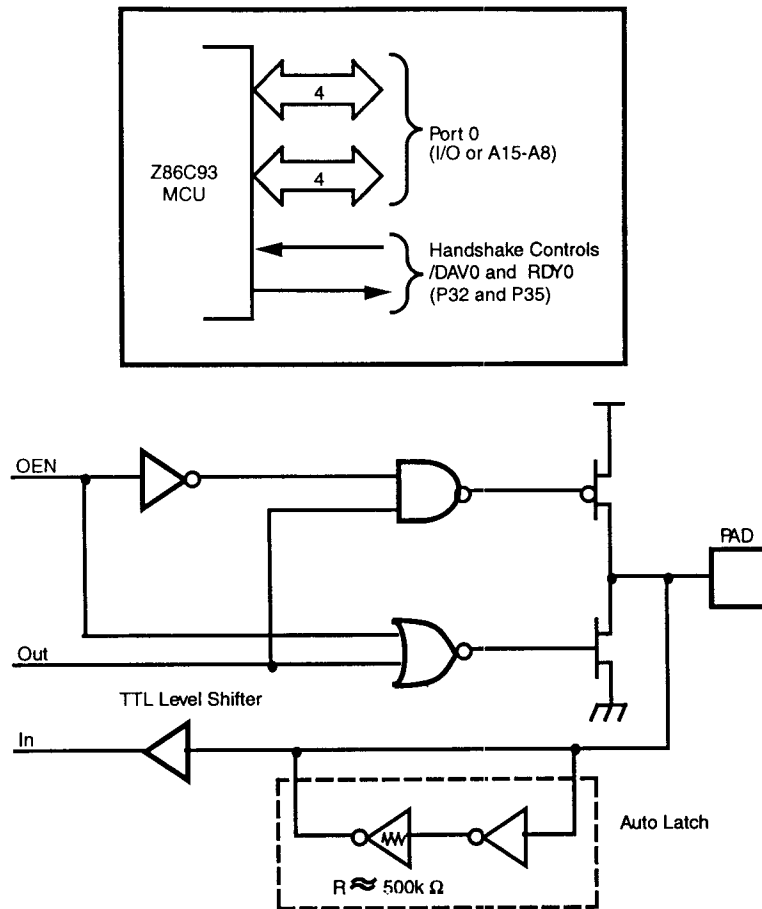 Z86C93
MCU
4
4
Port 0
(I/O or A15-A8)
Handshake Controls
/DAV0 and RDY0
(P32 and P35)
OEN
PAD
Out
TTL Level Shifter
In
Auto Latch
R ≈ 500k Ω